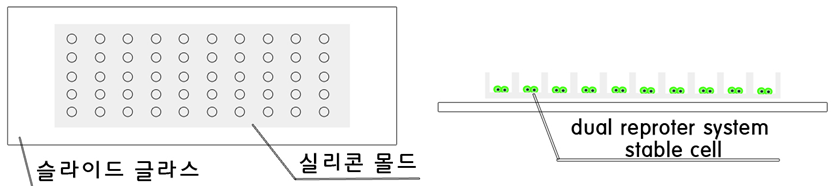 슬라이드 글라스
실리콘 몰드
dual reproter system
stable cell